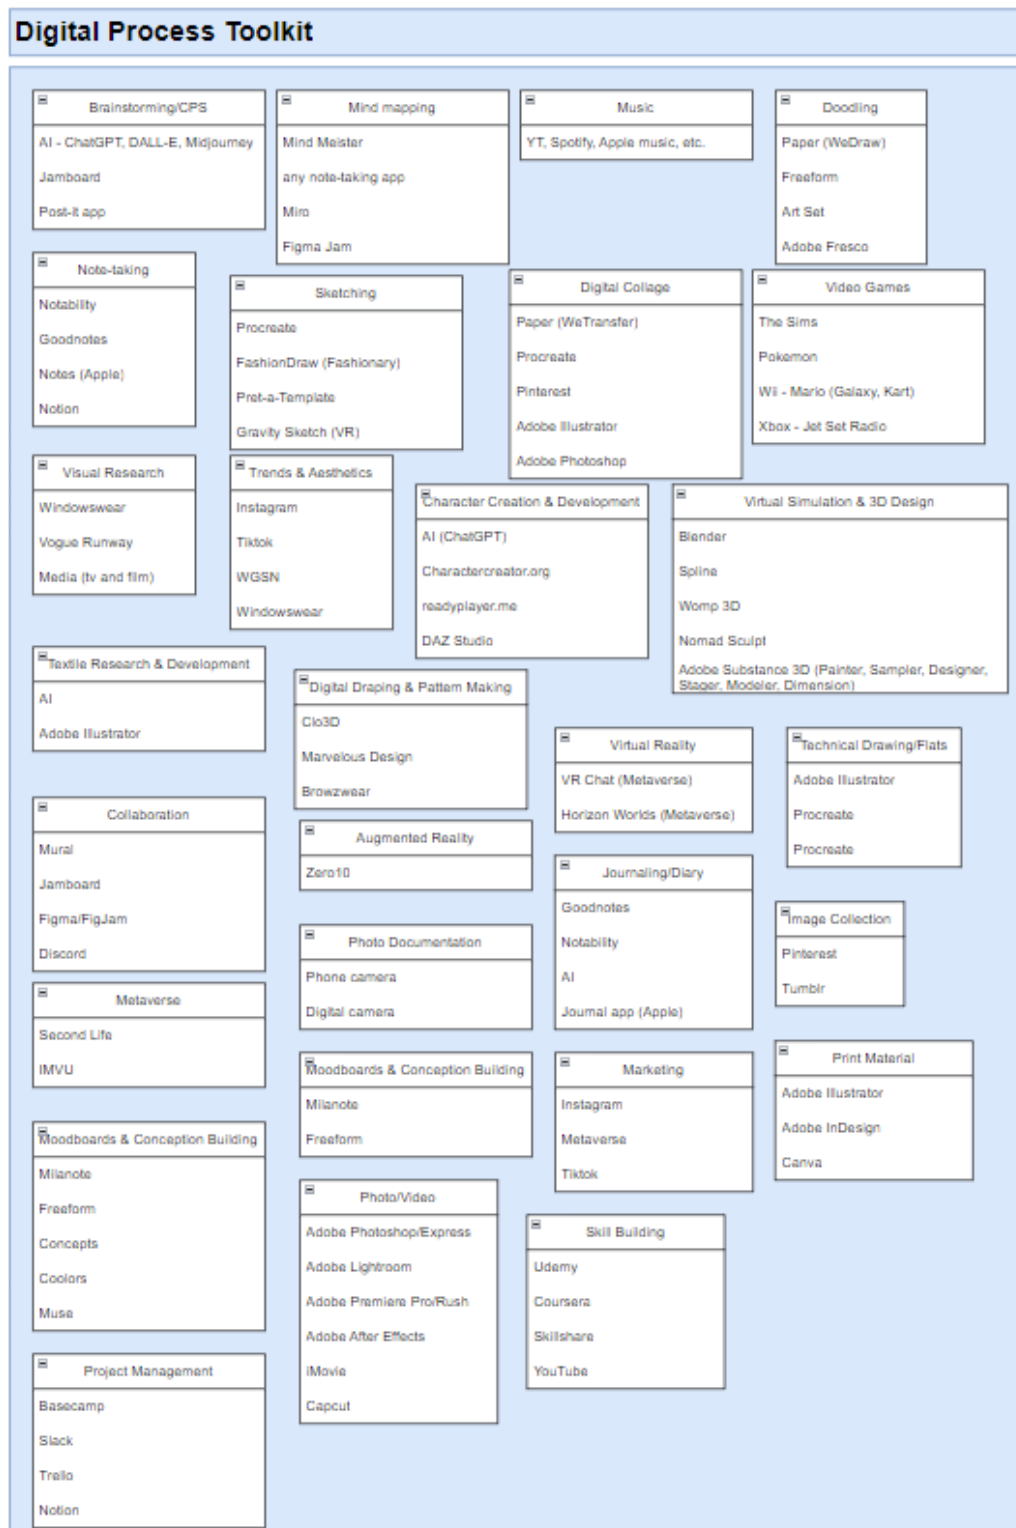 Digital Process Toolkit
Brainstorming/CPS
AI - ChatGPT, DALL-E, Midjourney
Jamboard
Post-it app
Mind mapping
Mind Meister
any note-taking app
Miro
Figma Jam
Music
YT, Spotify, Apple music, etc.
Doodling
Paper (WeDraw)
Freeform
Art Set
Adobe Fresco
Note-taking
Notability
Goodnotes
Notes (Apple)
Notion
Sketching
Procreate
FashionDraw (Fashionary)
Pret-a-Template
Gravity Sketch (VR)
Digital Collage
Paper (WeTransfer)
Procreate
Pinterest
Adobe Illustrator
Adobe Photoshop
Video Games
The Sims
Pokemon
Wii - Mario (Galaxy, Kart)
Xbox - Jet Set Radio
Visual Research
Windowswear
Vogue Runway
Media (tv and film)
Trends & Aesthetics
Instagram
Tiktok
WGSN
Windowswear
Character Creation & Development
AI (ChatGPT)
Charactercreator.org
readyplayer.me
DAZ Studio
Virtual Simulation & 3D Design
Blender
Spline
Womp 3D
Nomad Sculpt
Adobe Substance 3D (Painter, Sampler, Designer,
Stager, Modeler, Dimension)
Textile Research & Development
AI
Adobe Illustrator
Digital Draping & Pattern Making
Clo3D
Marvelous Design
Browzwear
Virtual Reality
VR Chat (Metaverse)
Horizon Worlds (Metaverse)
Technical Drawing/Flats
Adobe Illustrator
Procreate
Procreate
Collaboration
Mural
Jamboard
Figma/FigJam
Discord
Augmented Reality
Zero10
Journaling/Diary
Goodnotes
Notability
AI
Journal app (Apple)
Image Collection
Pinterest
Tumblr
Photo Documentation
Phone camera
Digital camera
Metaverse
Second Life
IMVU
Moodboards & Conception Building
Milanote
Freeform
Marketing
Instagram
Metaverse
Tiktok
Print Material
Adobe Illustrator
Adobe InDesign
Canva
Moodboards & Conception Building
Milanote
Freeform
Concepts
Coolors
Muse
Photo/Video
Adobe Photoshop/Express
Adobe Lightroom
Adobe Premiere Pro/Rush
Adobe After Effects
iMovie
Capcut
Skill Building
Udemy
Coursera
Skillshare
YouTube
Project Management
Basecamp
Slack
Trello
Notion